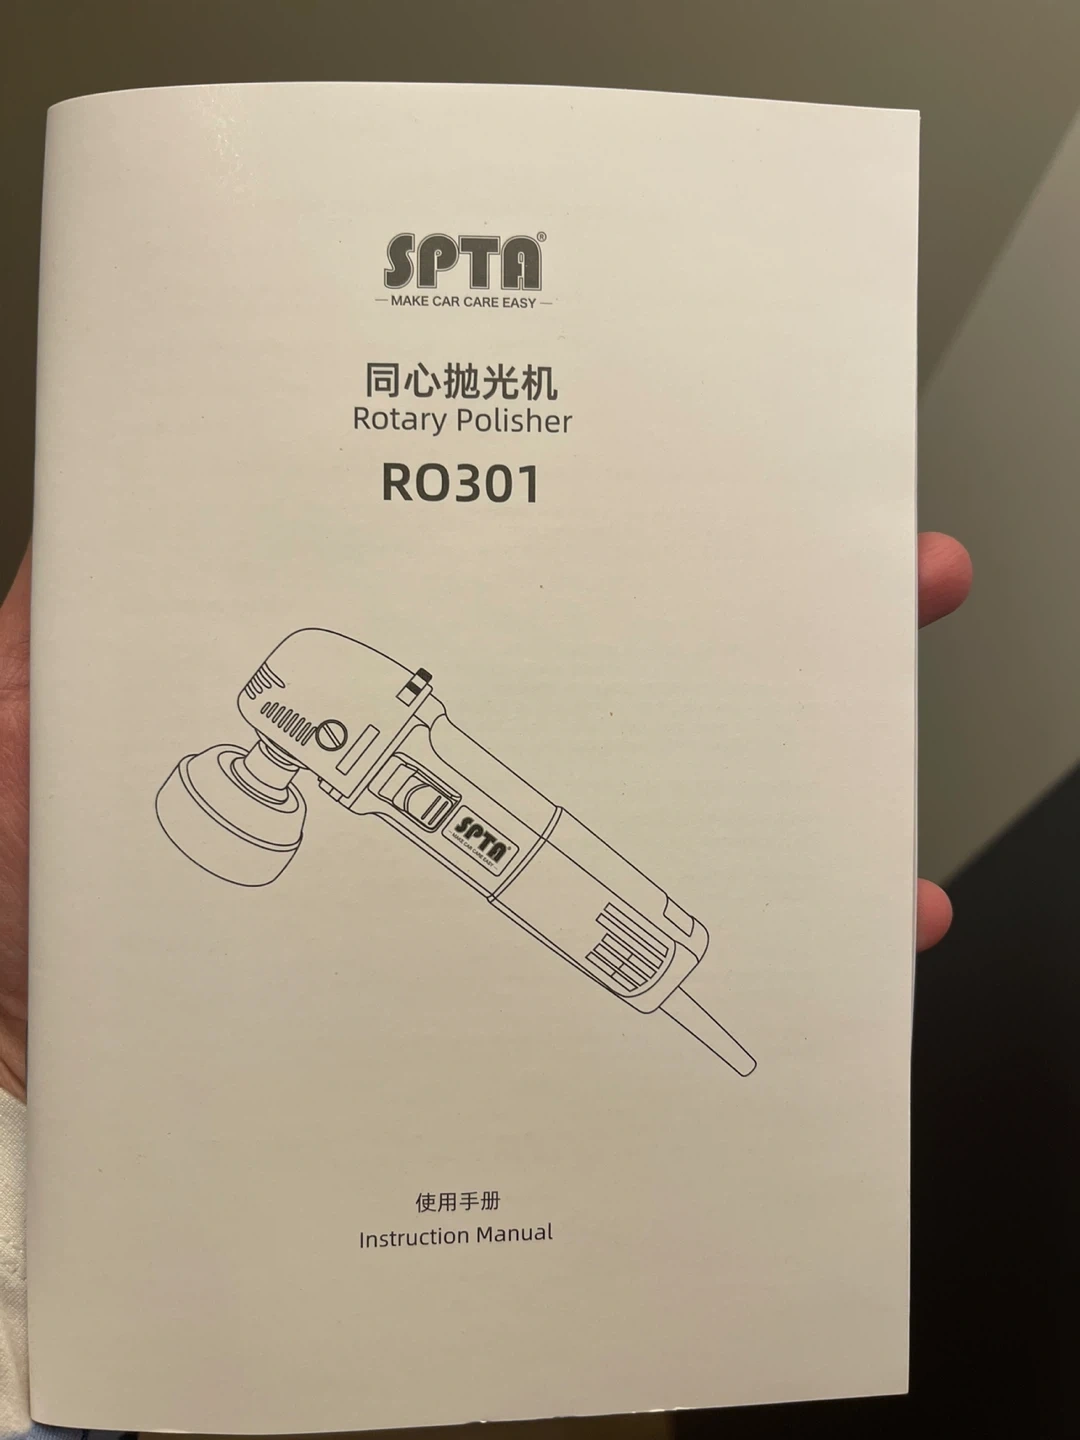 SPTA®
MAKE CAR CARE EASY
同心抛光机
Rotary Polisher
RO301
SPTA
MAKE CAR CARE EASY
使用手册
Instruction Manual